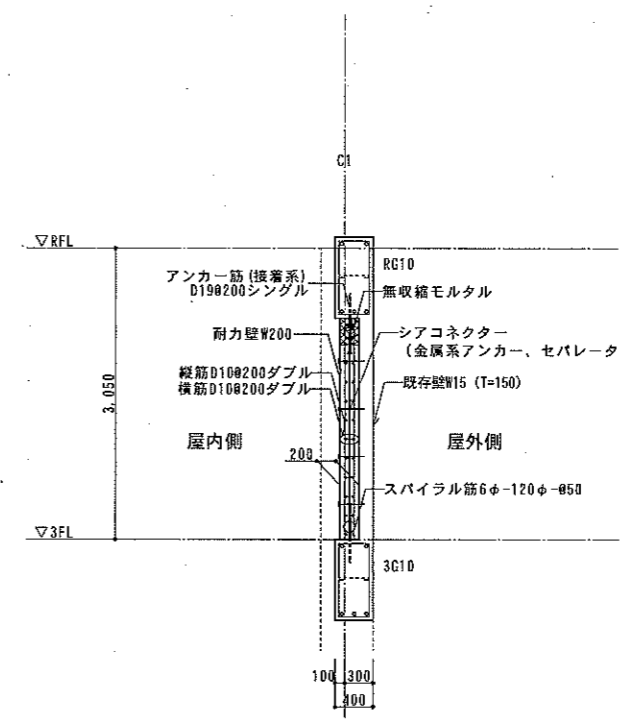 C1
▽RFL
RG10
アンカー筋(接着系)
D19@200シングル
無収縮モルタル
耐力壁W200
シアコネクター
(金属系アンカー、セパレータ
縦筋D10@200ダブル
横筋D10@200ダブル
既存壁W15 (T=150)
3,050
屋内側
屋外側
200
スパイラル筋6φ-120φ-@50
▽3FL
3G10
100 300
400